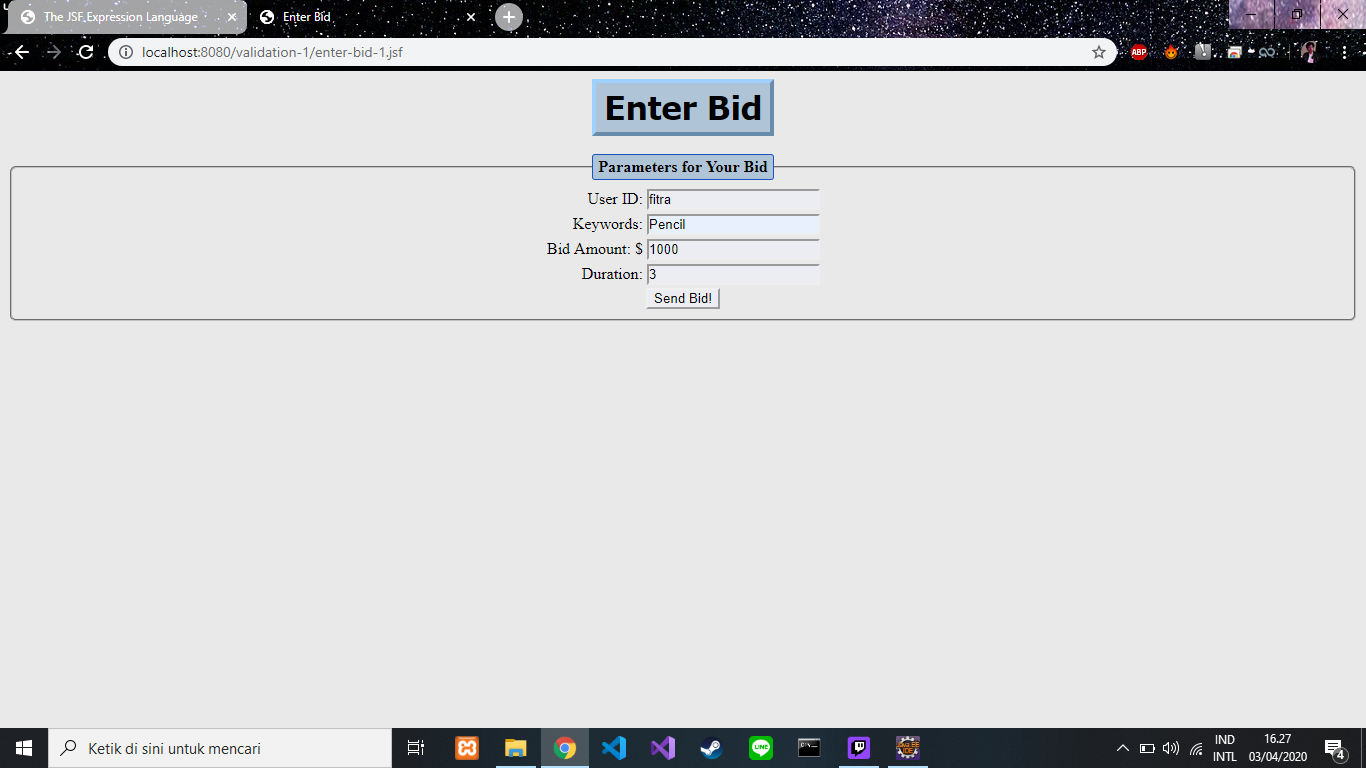 The JSF Expression Language
Enter Bid
localhost:8080/validation-1/enter-bid-1.jsf
ABP
Enter Bid
Parameters for Your Bid
User ID: fitra
Keywords: Pencil
Bid Amount: $ 1000
Duration: 3
Send Bid!
Ketik di sini untuk mencari
LINE
IND
INTL
16.27
03/04/2020
4